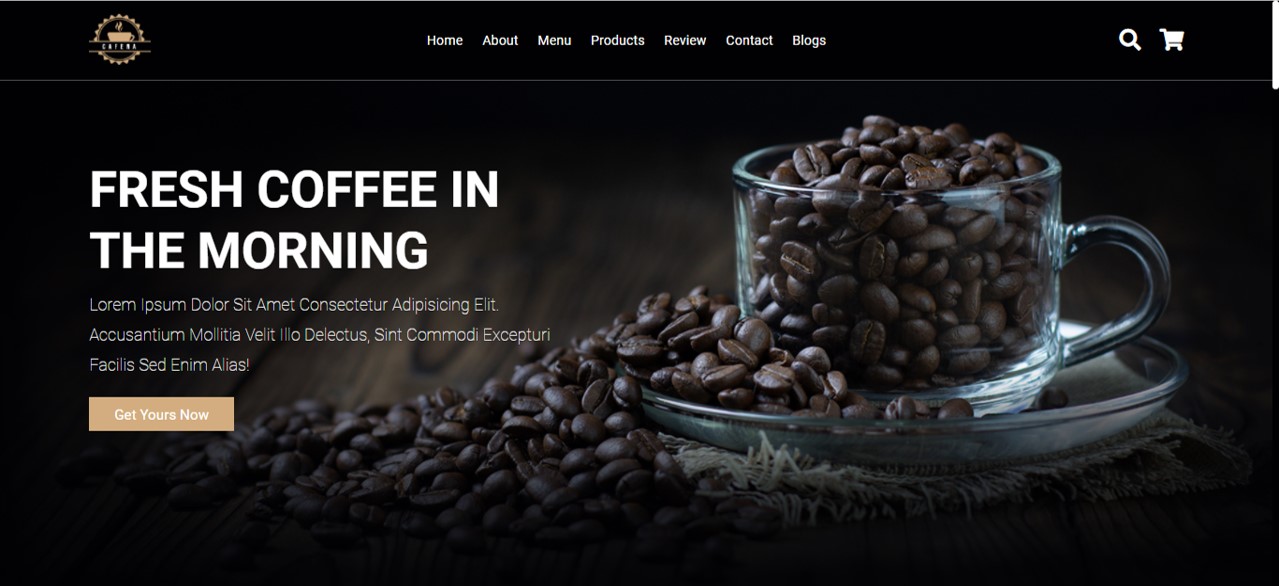 CAFENA
Home About Menu Products Review Contact Blogs
FRESH COFFEE IN
THE MORNING
Lorem Ipsum Dolor Sit Amet Consectetur Adipisicing Elit.
Accusantium Mollitia Velit Illo Delectus, Sint Commodi Excepturi
Facilis Sed Enim Alias!
Get Yours Now